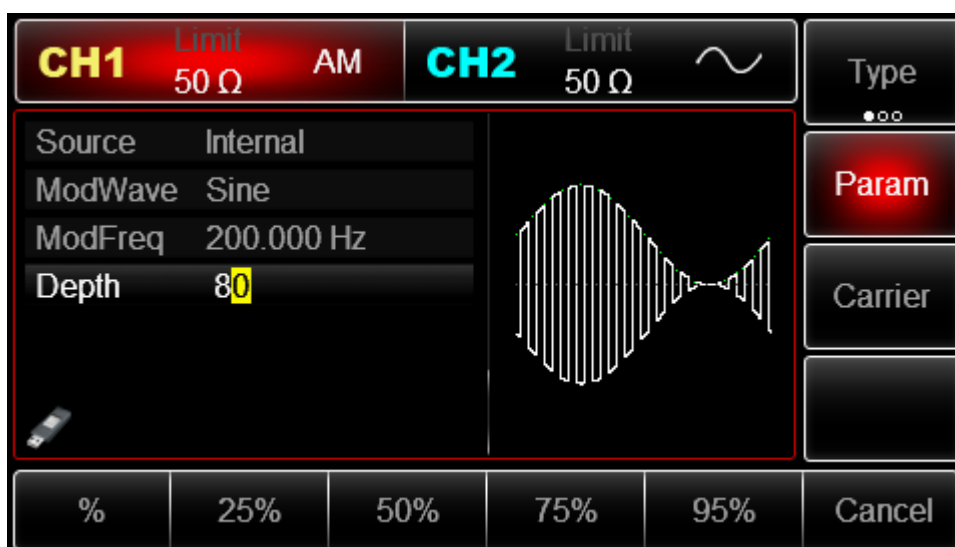 CH1 Limit 50 Ω AM CH2 Limit 50 Ω Type
Source Internal
ModWave Sine
ModFreq 200.000 Hz
Depth 80
Param
Carrier
% 25% 50% 75% 95% Cancel